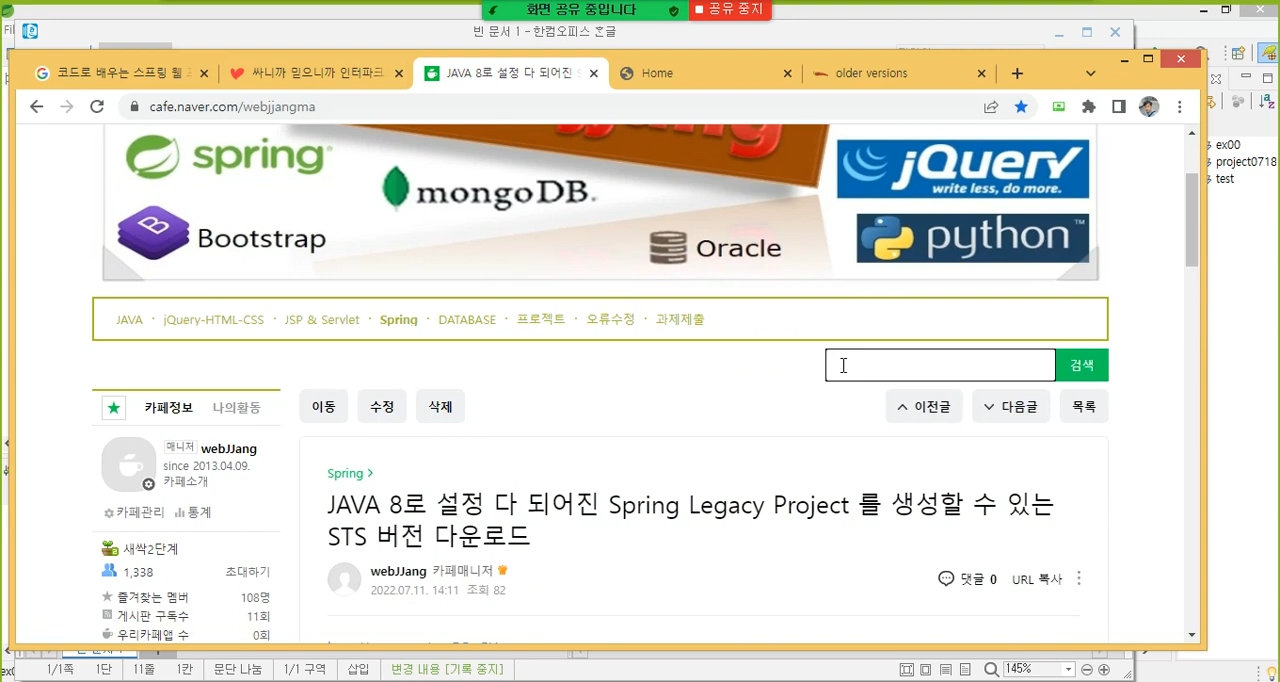 화면 공유 중입니다
공유 중지
빈 문서 1 - 한컴오피스 한글
코드로 배우는 스프링 웹
싸니까 믿으니까 인터파크
JAVA 8로 설정 다 되어진
Home
older versions
cafe.naver.com/webjjangma
spring
mongoDB.
jQuery
write less, do more.
Bootstrap
Oracle
python
ex00
project0718
test
JAVA · jQuery-HTML-CSS · JSP & Servlet · Spring · DATABASE · 프로젝트 · 오류수정 · 과제제출
검색
카페정보 나의활동
이동 수정 삭제
이전글 다음글 목록
매니저 webJJang
since 2013.04.09.
카페소개
카페관리 통계
새싹2단계
1,338 초대하기
즐겨찾는 멤버 108명
게시판 구독수 11회
우리카페앱 수 0회
Spring >
JAVA 8로 설정 다 되어진 Spring Legacy Project 를 생성할 수 있는
STS 버전 다운로드
webJJang 카페매니저
2022.07.11. 14:11 조회 82
댓글 0 URL 복사
1/1쪽 1단 11줄 1칸 문단 나눔 1/1 구역 삽입 변경 내용 [기록 중지] 145%